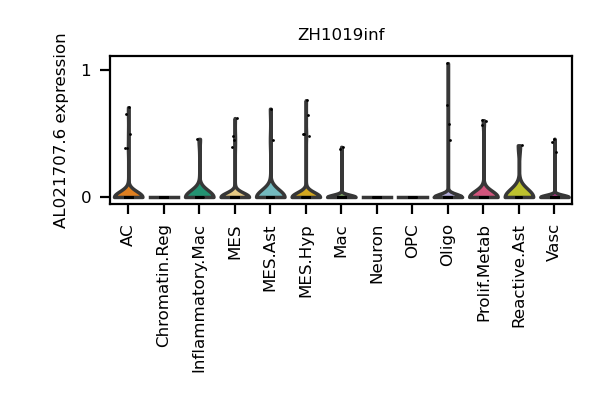 ZH1019inf
AL021707.6 expression
1
0
AC
Chromatin.Reg
Inflammatory.Mac
MES
MES.Ast
MES.Hyp
Mac
Neuron
OPC
Oligo
Prolif.Metab
Reactive.Ast
Vasc